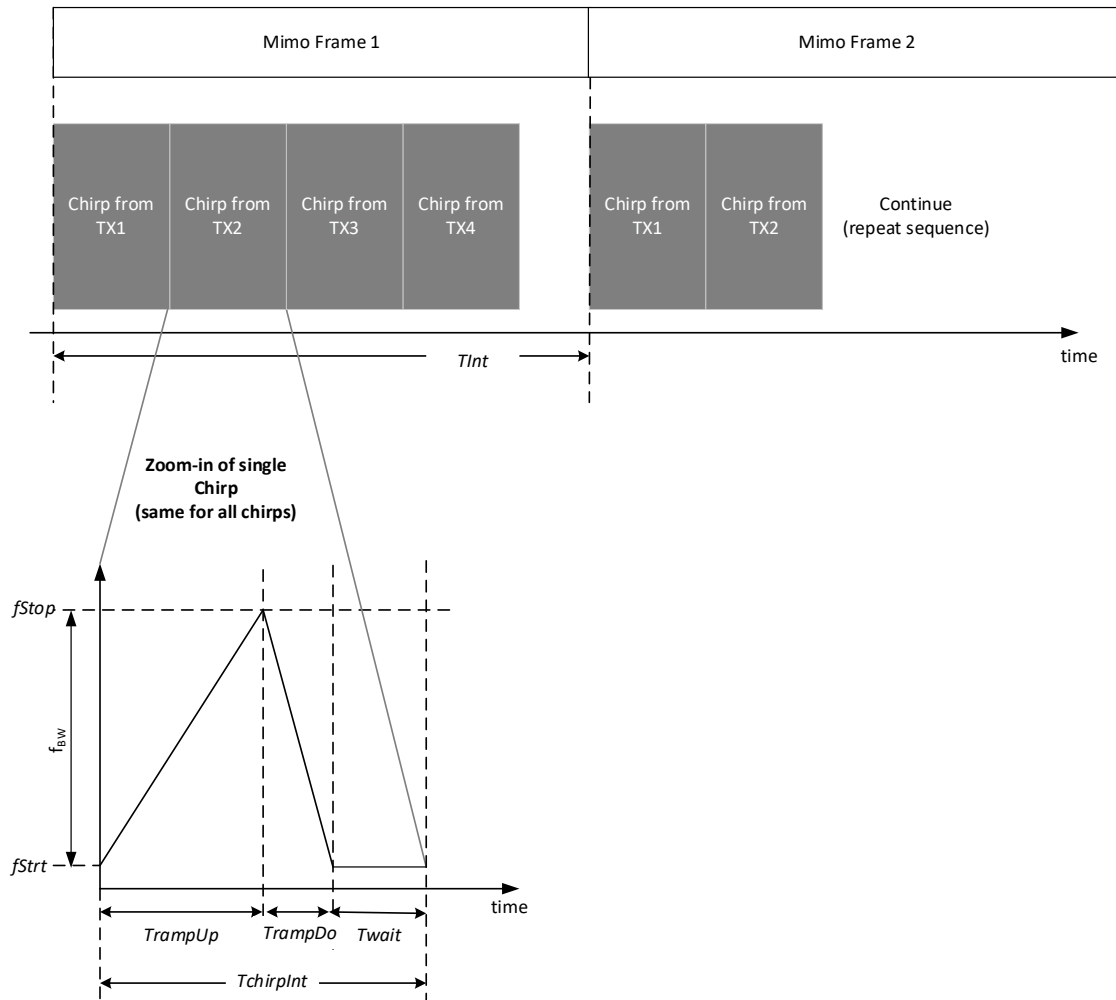 Mimo Frame 1
Mimo Frame 2
Chirp from
TX1
Chirp from
TX2
Chirp from
TX3
Chirp from
TX4
Chirp from
TX1
Chirp from
TX2
Continue
(repeat sequence)
TInt
time
Zoom-in of single
Chirp
(same for all chirps)
fStop
fBW
fStrt
time
TrampUp
TrampDo
Twait
TchirpInt